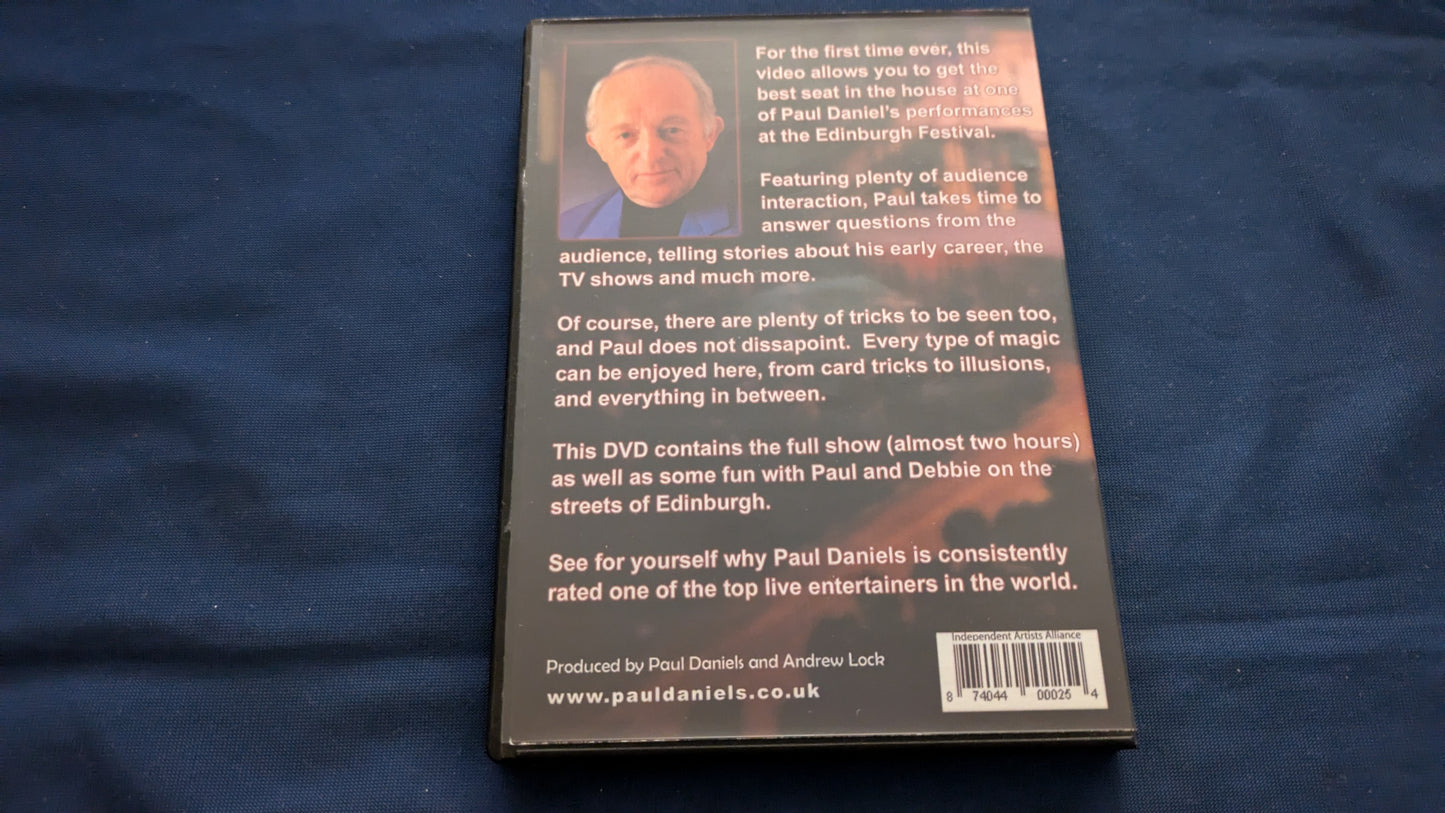 For the first time ever, this
video allows you to get the
best seat in the house at one
of Paul Daniel's performances
at the Edinburgh Festival.
Featuring plenty of audience
interaction, Paul takes time to
answer questions from the
audience, telling stories about his early career, the
TV shows and much more.
Of course, there are plenty of tricks to be seen too,
and Paul does not dissapoint. Every type of magic
can be enjoyed here, from card tricks to illusions,
and everything in between.
This DVD contains the full show (almost two hours)
as well as some fun with Paul and Debbie on the
streets of Edinburgh.
See for yourself why Paul Daniels is consistently
rated one of the top live entertainers in the world.
Produced by Paul Daniels and Andrew Lock
www.pauldaniels.co.uk
Independent Artists Alliance
8 74044 00025 4